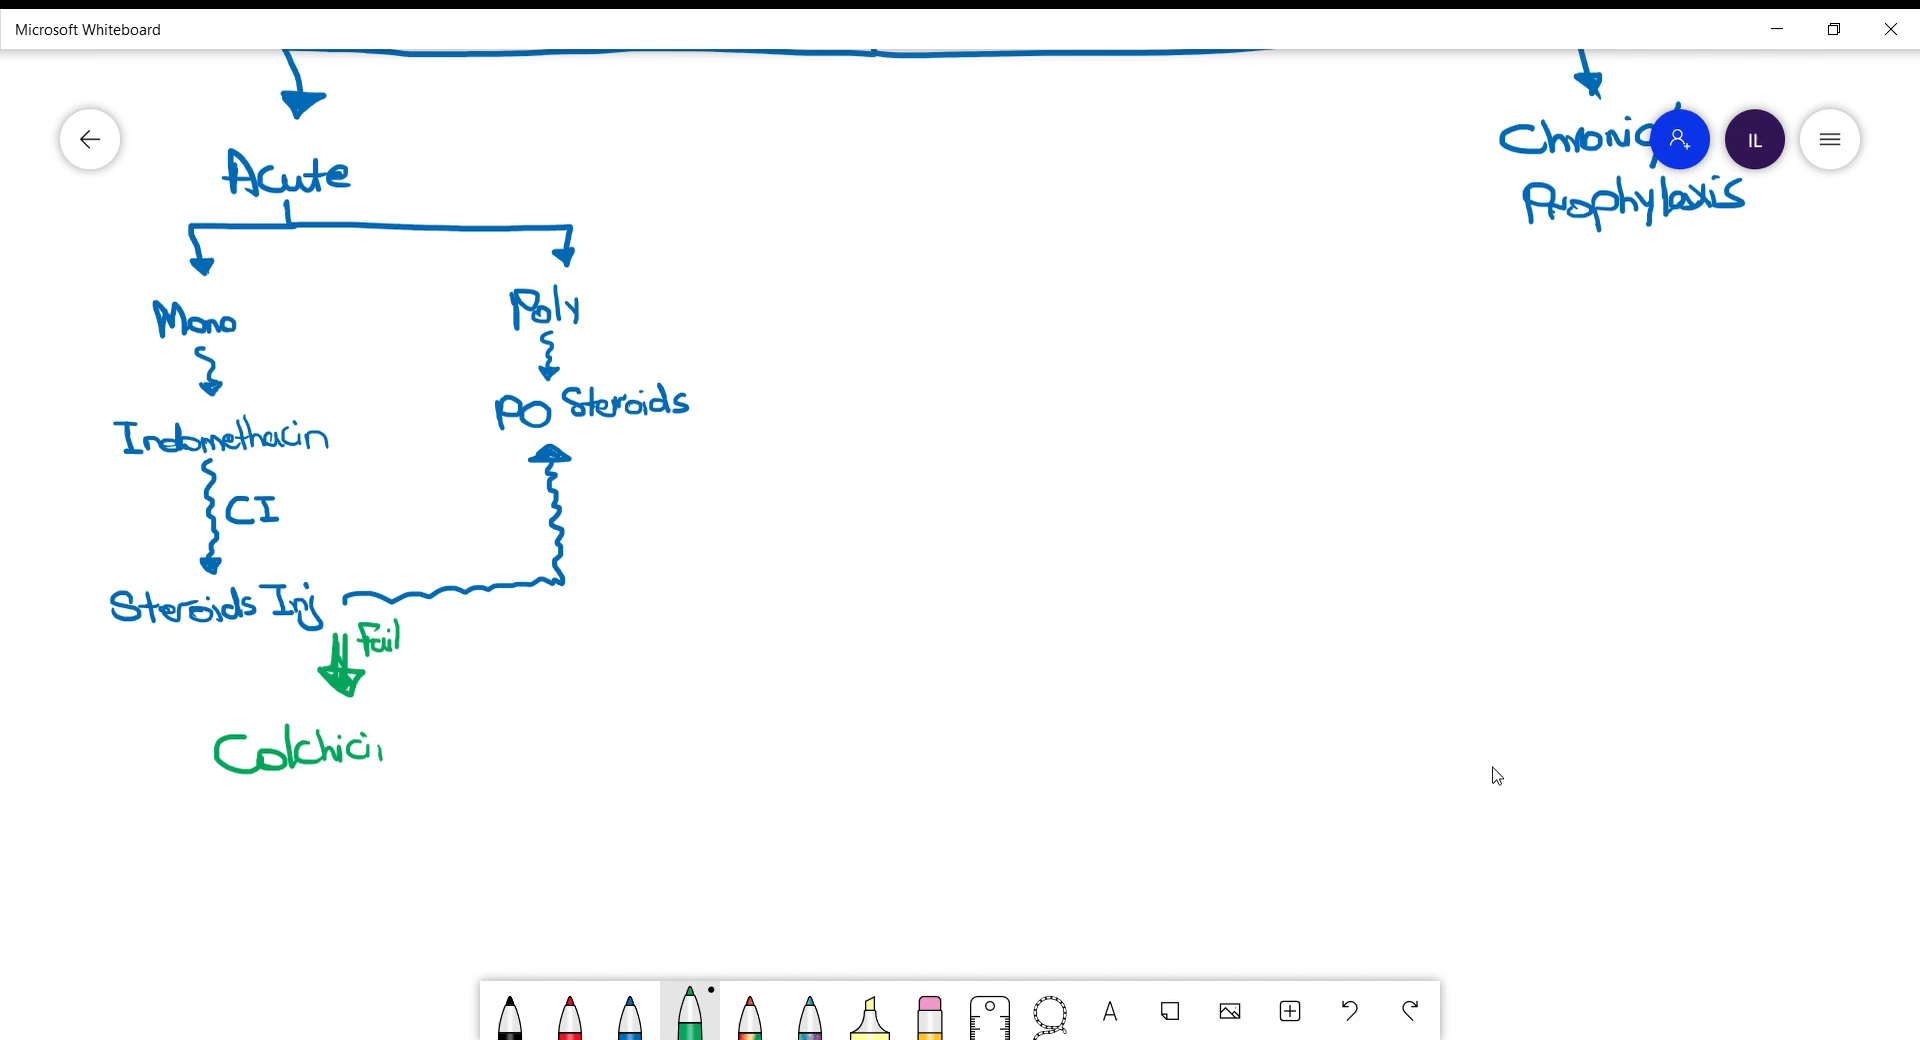 Microsoft Whiteboard
Acute
Chronic
Prophylaxis
IL
Mono
Poly
Indomethacin
PO Steroids
CI
Steroids Inj
Fail
Colchici
A